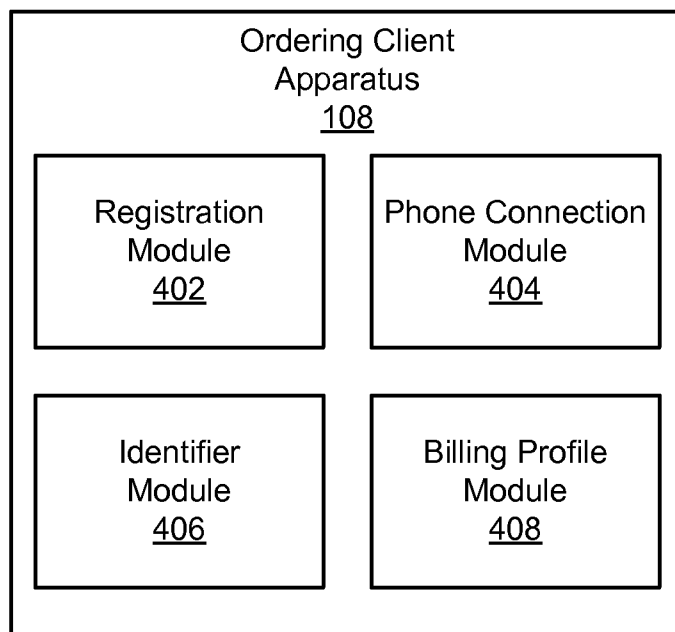 Ordering Client
Apparatus
108
Registration
Module
402
Phone Connection
Module
404
Identifier
Module
406
Billing Profile
Module
408